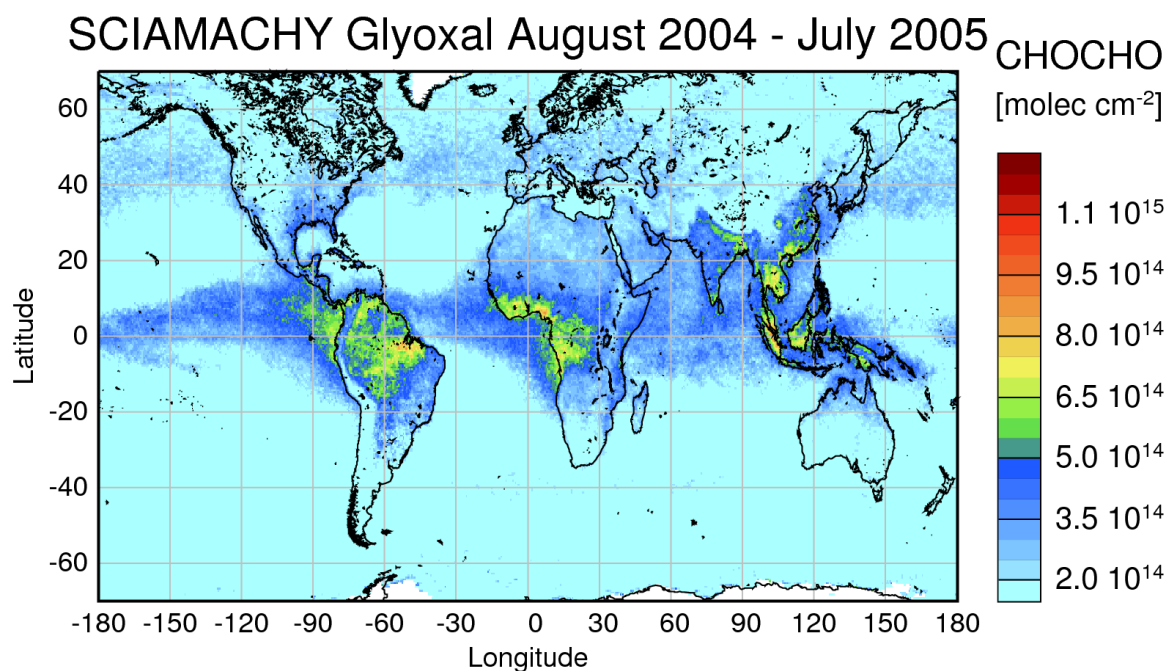 SCIAMACHY Glyoxal August 2004 - July 2005
CHOCHO
[molec cm⁻²]
60
40
20
0
-20
-40
-60
Latitude
-180 -150 -120 -90 -60 -30 0 30 60 90 120 150 180
Longitude
1.1 10¹⁵
9.5 10¹⁴
8.0 10¹⁴
6.5 10¹⁴
5.0 10¹⁴
3.5 10¹⁴
2.0 10¹⁴